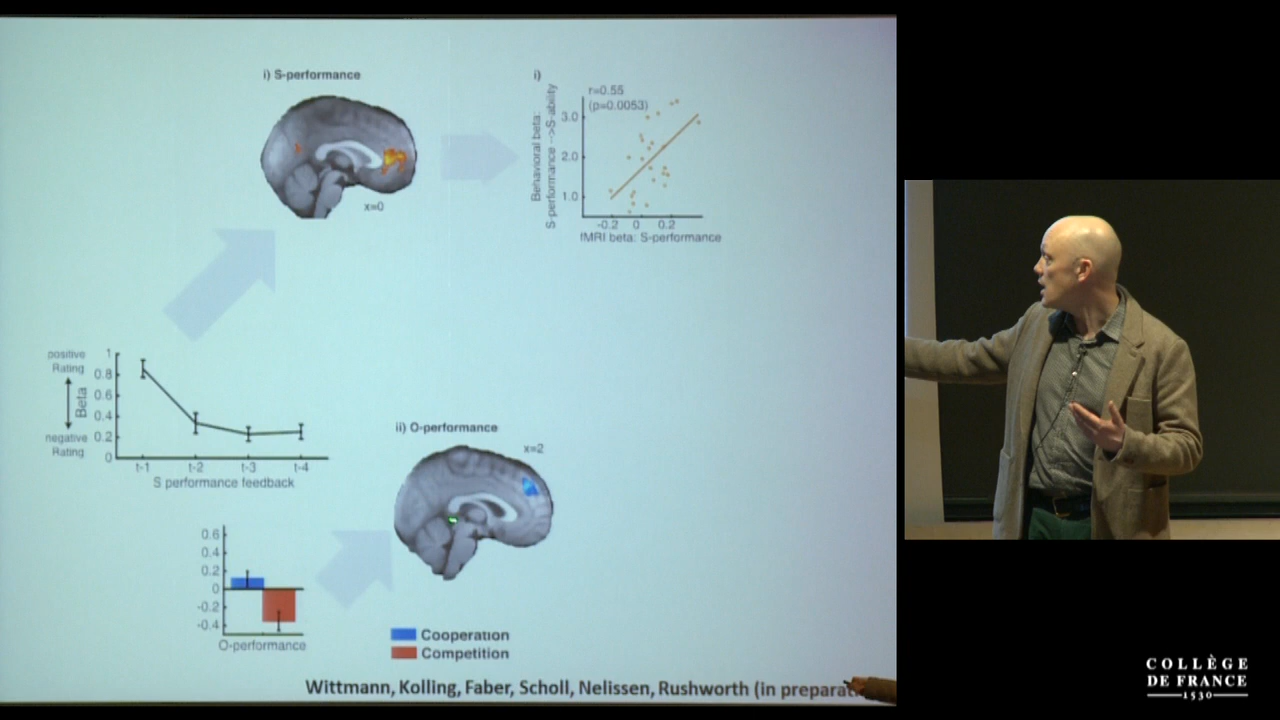 i) S-performance
x=0
i)
r=0.55
(p=0.0053)
Behavioral beta:
S-performance -->S-ability
3.0
2.0
1.0
-0.2 0 0.2
fMRI beta: S-performance
positive
Rating
negative
Rating
Beta
1
0.8
0.6
0.4
0.2
0
t-1 t-2 t-3 t-4
S performance feedback
ii) O-performance
x=2
0.6
0.4
0.2
0
-0.2
-0.4
O-performance
Cooperation
Competition
Wittmann, Kolling, Faber, Scholl, Nelissen, Rushworth (in
COLLÈGE
DE FRANCE
1530